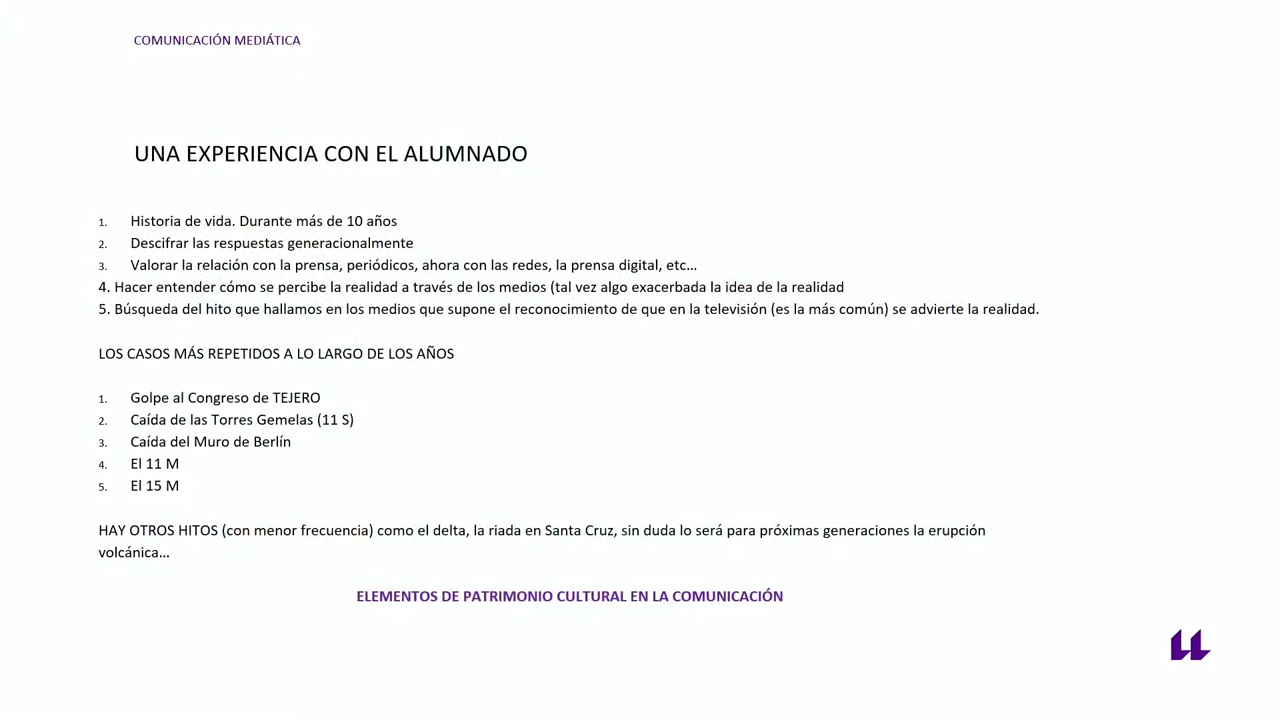 COMUNICACIÓN MEDIÁTICA
UNA EXPERIENCIA CON EL ALUMNADO
1. Historia de vida. Durante más de 10 años
2. Descifrar las respuestas generacionalmente
3. Valorar la relación con la prensa, periódicos, ahora con las redes, la prensa digital, etc…
4. Hacer entender cómo se percibe la realidad a través de los medios (tal vez algo exacerbada la idea de la realidad
5. Búsqueda del hito que hallamos en los medios que supone el reconocimiento de que en la televisión (es la más común) se advierte la realidad.
LOS CASOS MÁS REPETIDOS A LO LARGO DE LOS AÑOS
1. Golpe al Congreso de TEJERO
2. Caída de las Torres Gemelas (11 S)
3. Caída del Muro de Berlín
4. El 11 M
5. El 15 M
HAY OTROS HITOS (con menor frecuencia) como el delta, la riada en Santa Cruz, sin duda lo será para próximas generaciones la erupción
volcánica…
ELEMENTOS DE PATRIMONIO CULTURAL EN LA COMUNICACIÓN